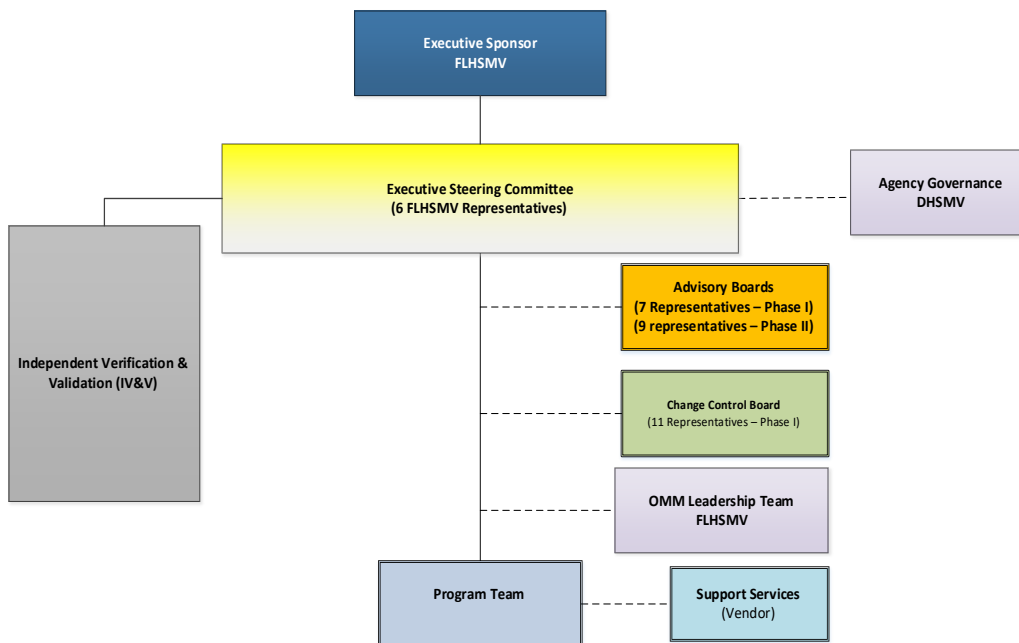 Executive Sponsor
FLHSMV
Executive Steering Committee
(6 FLHSMV Representatives)
Agency Governance
DHSMV
Independent Verification &
Validation (IV&V)
Advisory Boards
(7 Representatives – Phase I)
(9 representatives – Phase II)
Change Control Board
(11 Representatives – Phase I)
OMM Leadership Team
FLHSMV
Program Team
Support Services
(Vendor)